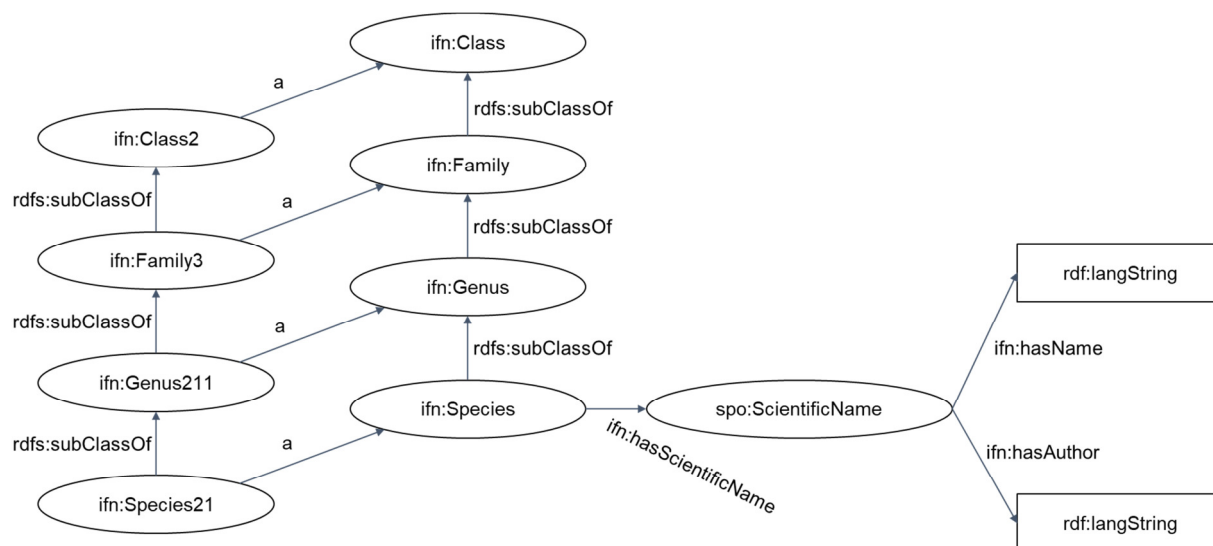 ifn:Class
a
rdfs:subClassOf
ifn:Class2
ifn:Family
rdfs:subClassOf
a
rdfs:subClassOf
ifn:Family3
ifn:Genus
rdf:langString
rdfs:subClassOf
a
rdfs:subClassOf
ifn:hasName
ifn:Genus211
ifn:Species
spo:ScientificName
rdfs:subClassOf
a
ifn:hasScientificName
ifn:hasAuthor
ifn:Species21
rdf:langString